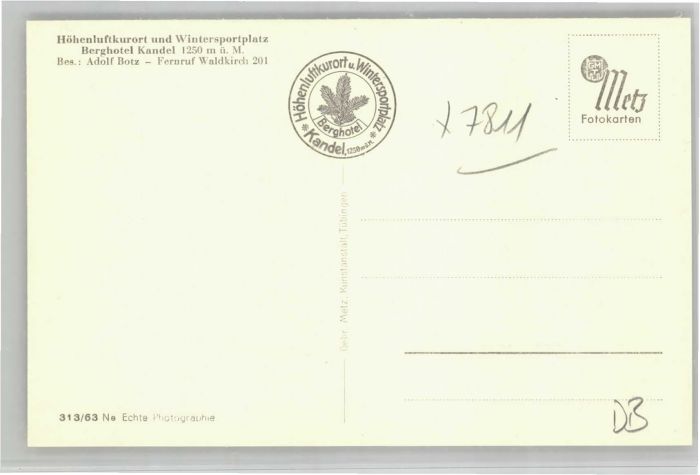 Höhenluftkurort und Wintersportplatz
Berghotel Kandel 1250 m ü. M.
Bes.: Adolf Botz – Fernruf Waldkirch 201
* Höhenluftkurort u. Wintersportplatz *
Berghotel
Kandel, 1250 m ü. M.
x 7811
Metz
Fotokarten
Gebr. Metz, Kunstanstalt, Tübingen
313/63 Ne Echte Photographie
DB